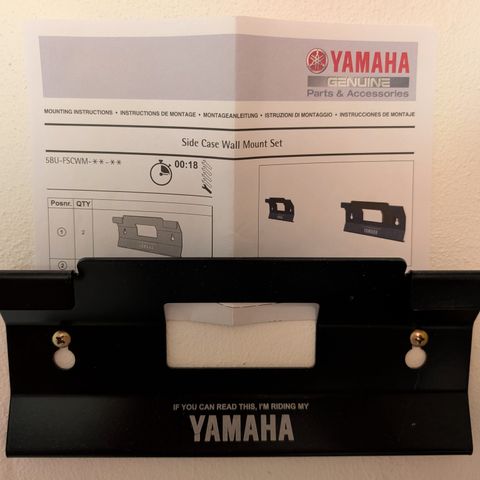 YAMAHA
GENUINE
Parts & Accessories
MOUNTING INSTRUCTIONS • INSTRUCTIONS DE MONTAGE • MONTAGEANLEITUNG • ISTRUZIONI DI MONTAGGIO • INSTRUCCIONES DE MONTAJE
Side Case Wall Mount Set
5BU-FSCWM-**-**
00:18
Posnr. QTY
1 2
2
YAMAHA
IF YOU CAN READ THIS, I'M RIDING MY
YAMAHA